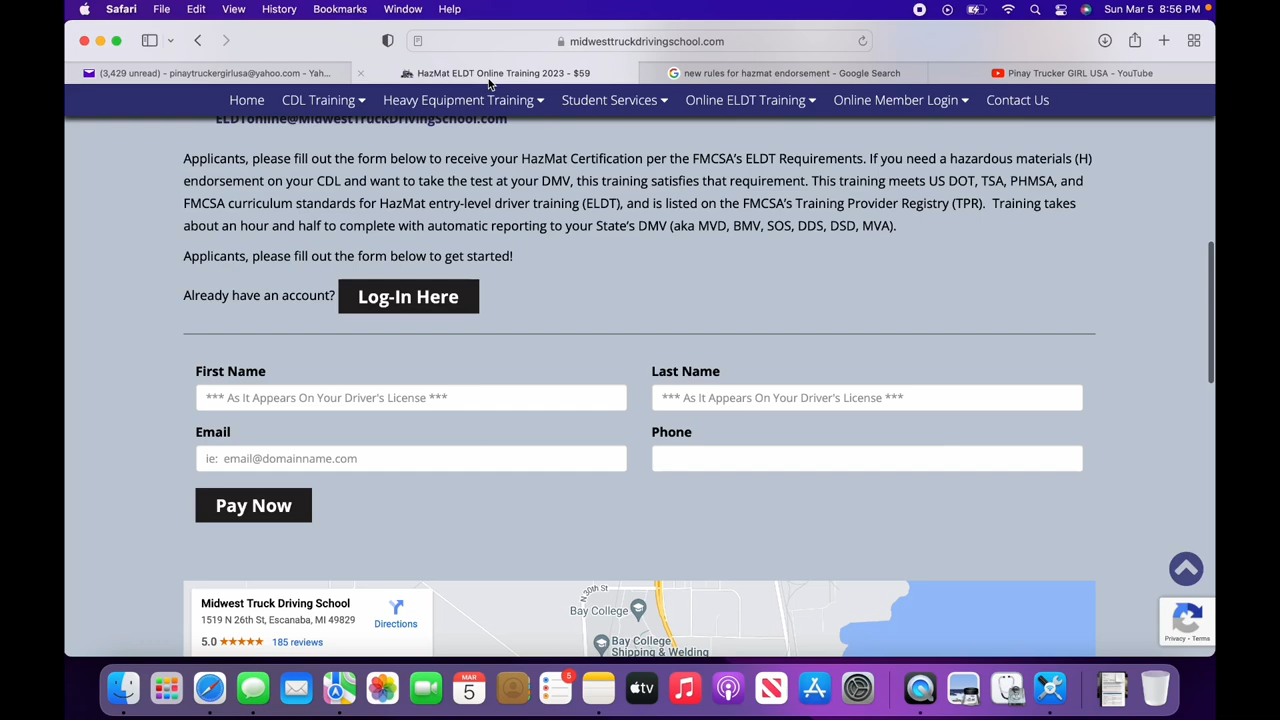 Safari File Edit View History Bookmarks Window Help Sun Mar 5 8:56 PM
midwesttruckdrivingschool.com
(3,429 unread) - pinaytruckergirlusa@yahoo.com - Yah... HazMat ELDT Online Training 2023 - $59 new rules for hazmat endorsement - Google Search Pinay Trucker GIRL USA - YouTube
Home CDL Training Heavy Equipment Training Student Services Online ELDT Training Online Member Login Contact Us
ELDTonline@MidwestTruckDrivingSchool.com
Applicants, please fill out the form below to receive your HazMat Certification per the FMCSA's ELDT Requirements. If you need a hazardous materials (H)
endorsement on your CDL and want to take the test at your DMV, this training satisfies that requirement. This training meets US DOT, TSA, PHMSA, and
FMCSA curriculum standards for HazMat entry-level driver training (ELDT), and is listed on the FMCSA's Training Provider Registry (TPR). Training takes
about an hour and half to complete with automatic reporting to your State's DMV (aka MVD, BMV, SOS, DDS, DSD, MVA).
Applicants, please fill out the form below to get started!
Already have an account? Log-In Here
First Name Last Name
*** As It Appears On Your Driver's License *** *** As It Appears On Your Driver's License ***
Email Phone
ie: email@domainname.com
Pay Now
Midwest Truck Driving School
1519 N 26th St, Escanaba, MI 49829
Directions
5.0 185 reviews
N 30th St
Bay College
Bay College
Shipping & Welding
Privacy - Terms
MAR
5
5
tv